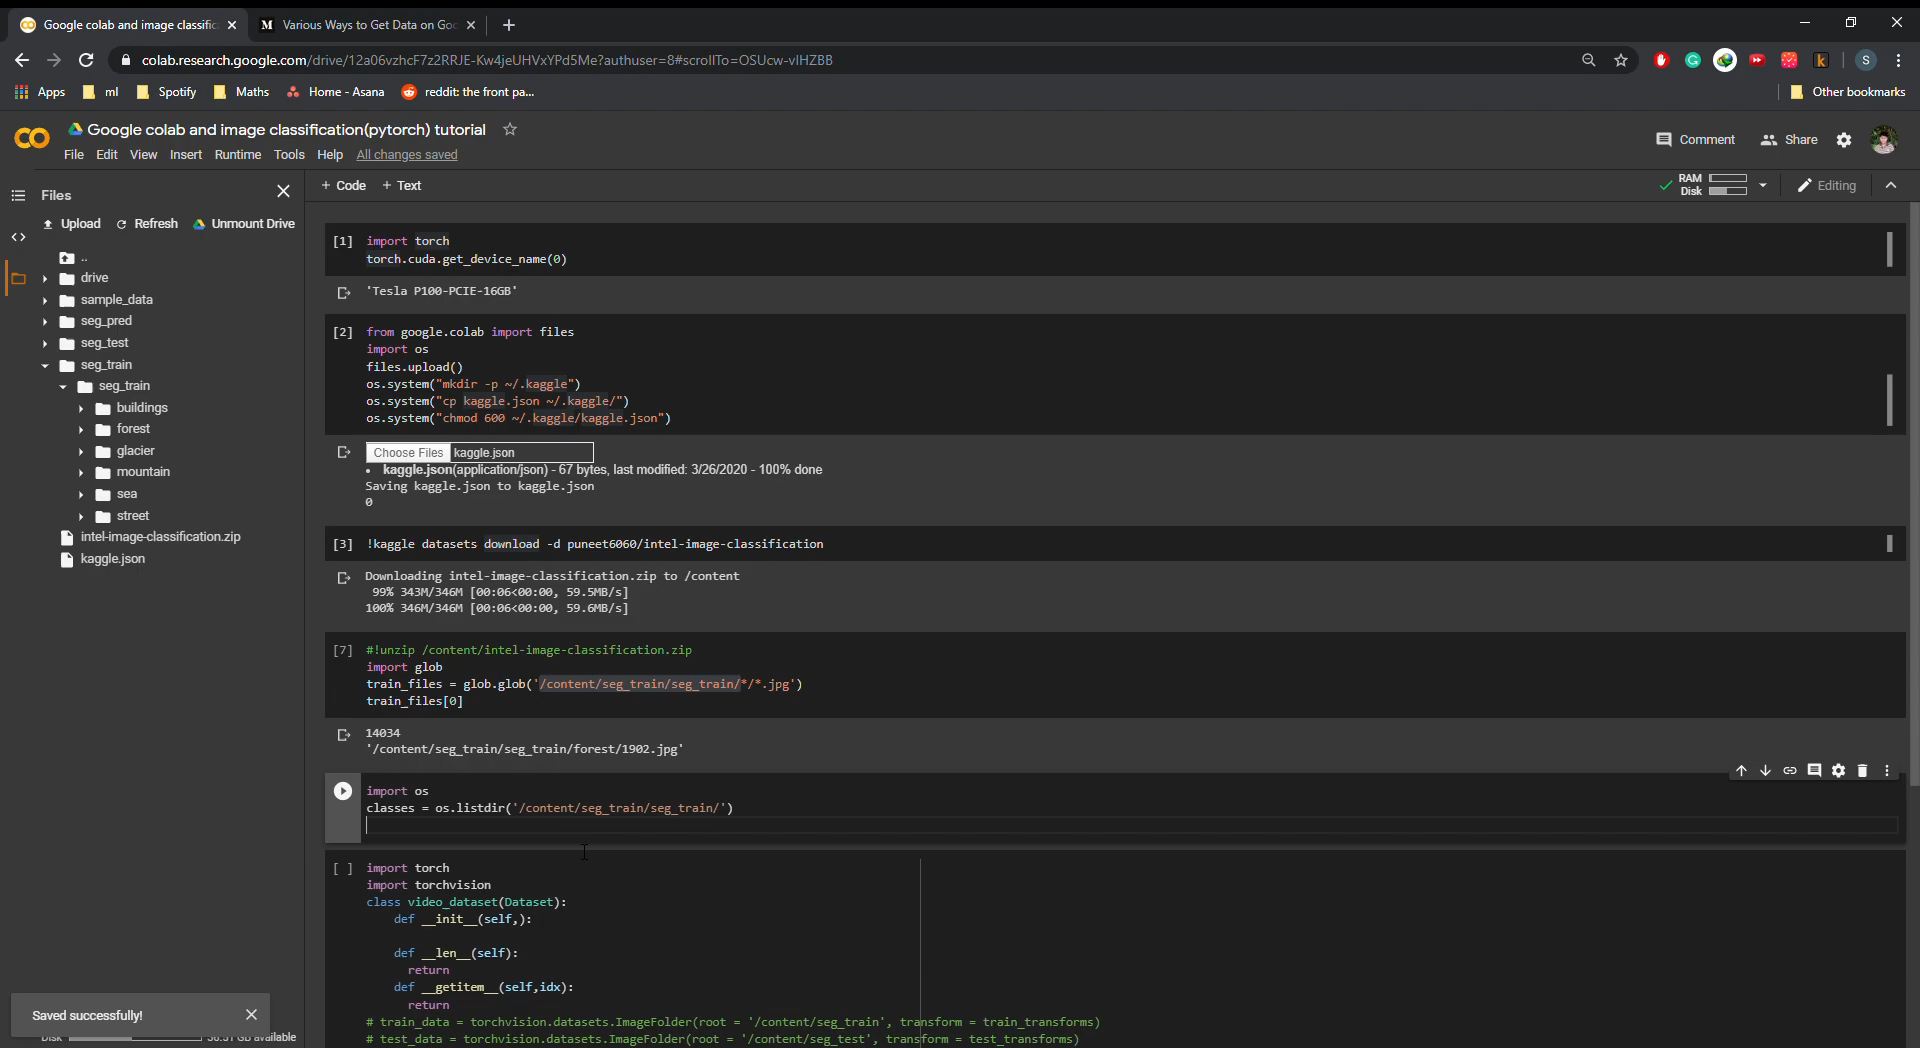 Google colab and image classific
Various Ways to Get Data on Goo
colab.research.google.com/drive/12a06vzhcF7z2RRJE-Kw4jeUHVxYPd5Me?authuser=8#scrollTo=OSUcw-vlHZBB
Apps ml Spotify Maths Home - Asana reddit: the front pa... Other bookmarks
Google colab and image classification(pytorch) tutorial
Comment Share
File Edit View Insert Runtime Tools Help All changes saved
Files
+ Code + Text
RAM
Disk
Editing
Upload Refresh Unmount Drive
..
drive
sample_data
seg_pred
seg_test
seg_train
seg_train
buildings
forest
glacier
mountain
sea
street
intel-image-classification.zip
kaggle.json
[1] import torch
torch.cuda.get_device_name(0)
'Tesla P100-PCIE-16GB'
[2] from google.colab import files
import os
files.upload()
os.system("mkdir -p ~/.kaggle")
os.system("cp kaggle.json ~/.kaggle/")
os.system("chmod 600 ~/.kaggle/kaggle.json")
Choose Files kaggle.json
• kaggle.json(application/json) - 67 bytes, last modified: 3/26/2020 - 100% done
Saving kaggle.json to kaggle.json
0
[3] !kaggle datasets download -d puneet6060/intel-image-classification
Downloading intel-image-classification.zip to /content
99% 343M/346M [00:06<00:00, 59.5MB/s]
100% 346M/346M [00:06<00:00, 59.6MB/s]
[7] #!unzip /content/intel-image-classification.zip
import glob
train_files = glob.glob('/content/seg_train/seg_train/*/*.jpg')
train_files[0]
14034
'/content/seg_train/seg_train/forest/1902.jpg'
import os
classes = os.listdir('/content/seg_train/seg_train/')
[ ] import torch
import torchvision
class video_dataset(Dataset):
def __init__(self,):
def __len__(self):
return
def __getitem__(self,idx):
return
# train_data = torchvision.datasets.ImageFolder(root = '/content/seg_train', transform = train_transforms)
# test_data = torchvision.datasets.ImageFolder(root = '/content/seg_test', transform = test_transforms)
Saved successfully!
available